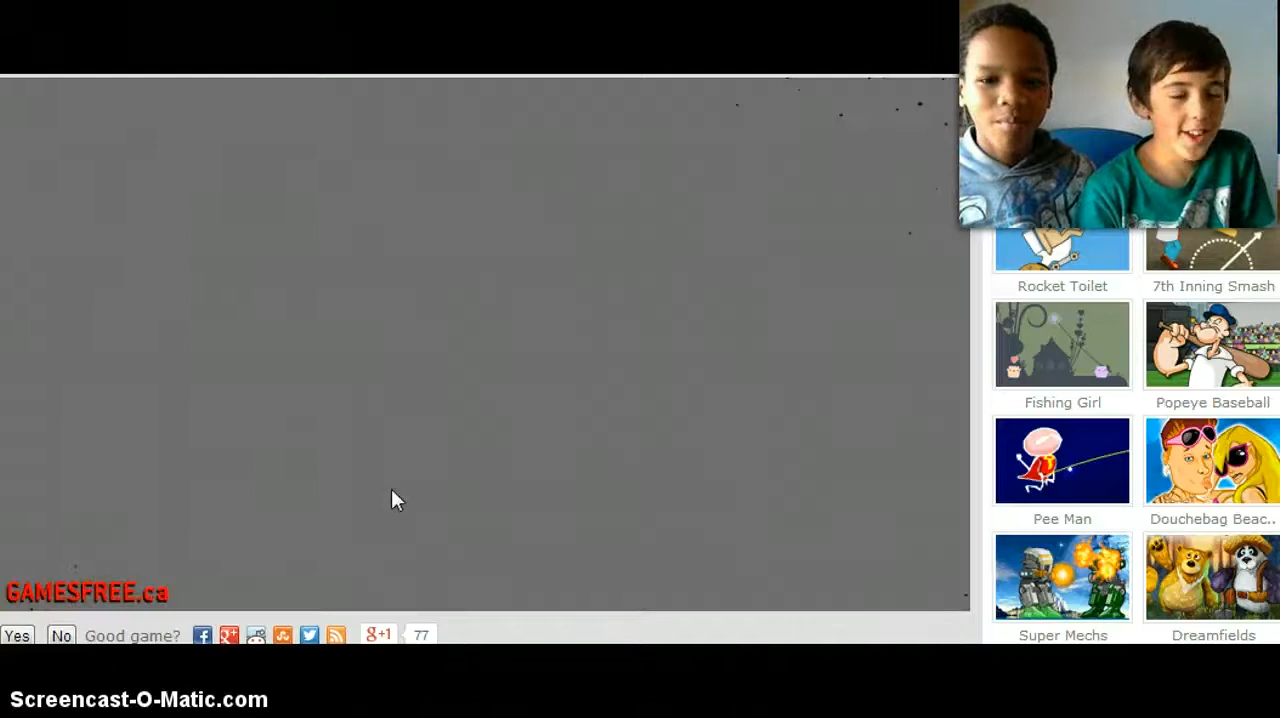 Rocket Toilet
7th Inning Smash
Fishing Girl
Popeye Baseball
Pee Man
Douchebag Beac..
Super Mechs
Dreamfields
GAMESFREE.ca
Yes No Good game? g+1 77
Screencast-O-Matic.com